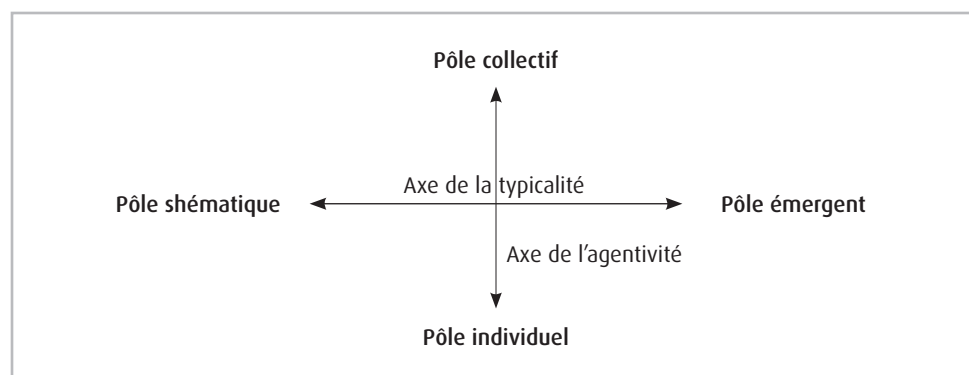 Pôle collectif
Axe de la typicalité
Pôle shématique
Pôle émergent
Axe de l'agentivité
Pôle individuel